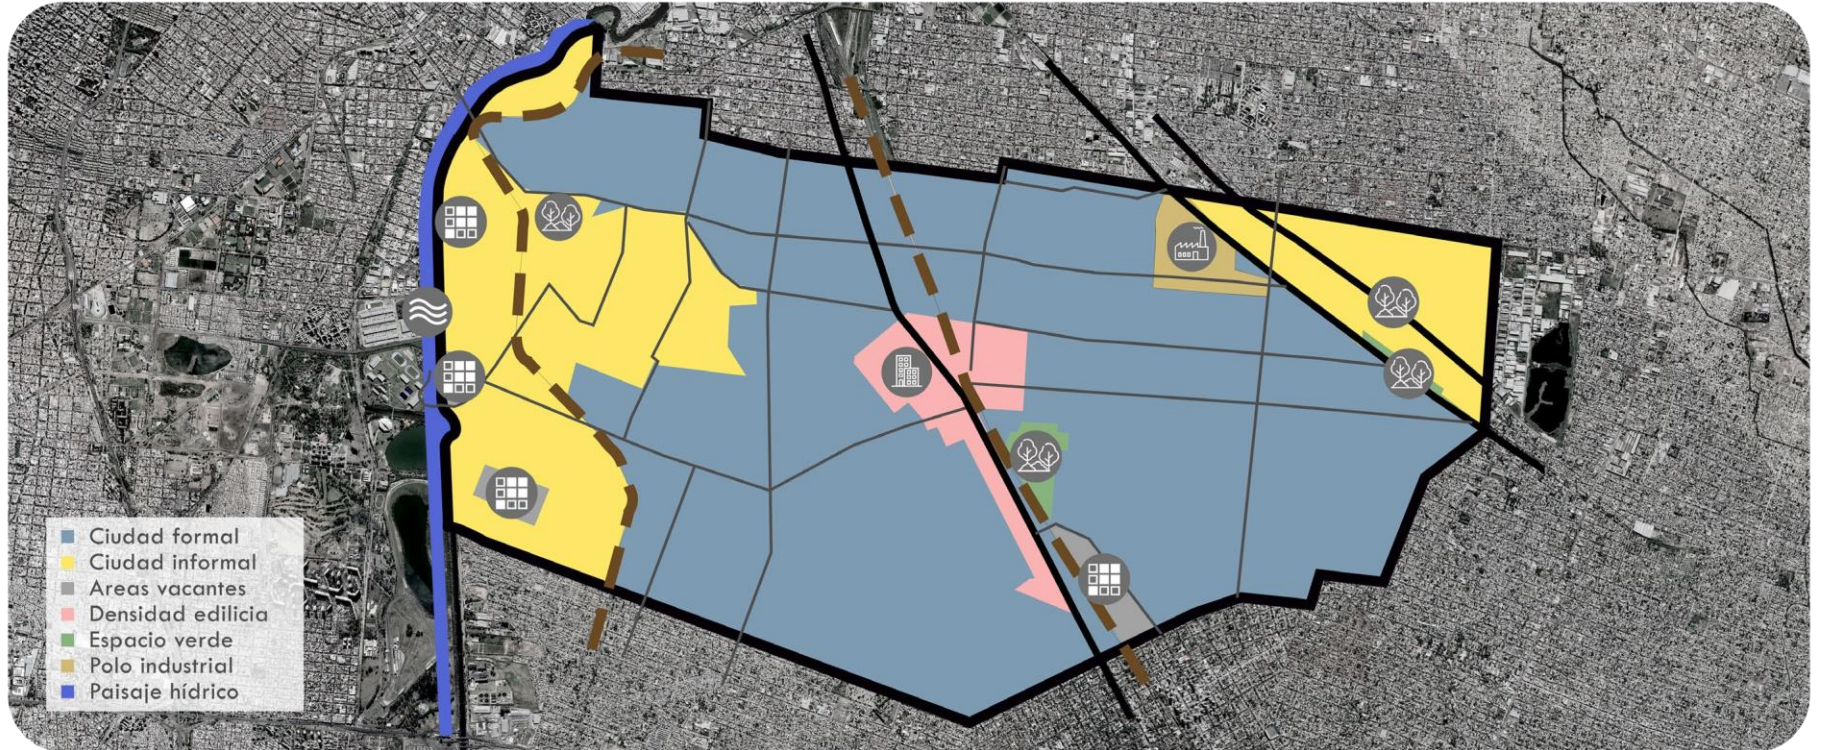 Ciudad formal
Ciudad informal
Areas vacantes
Densidad edilicia
Espacio verde
Polo industrial
Paisaje hídrico